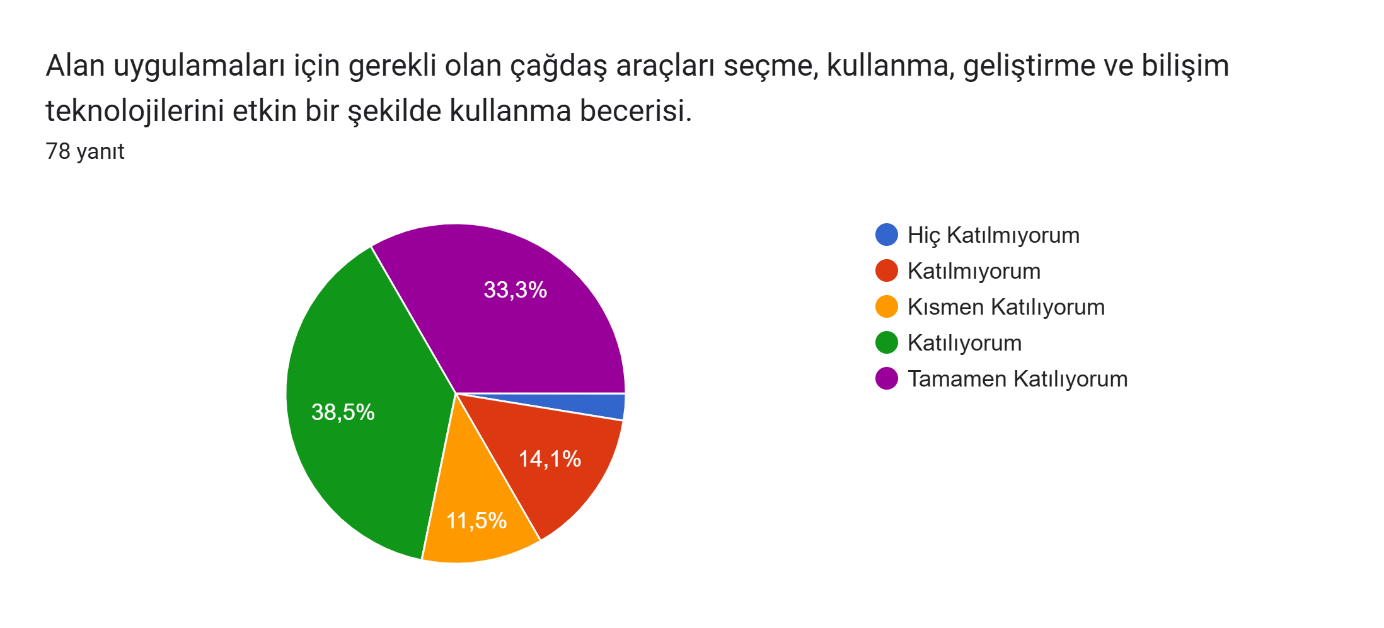 Alan uygulamaları için gerekli olan çağdaş araçları seçme, kullanma, geliştirme ve bilişim
teknolojilerini etkin bir şekilde kullanma becerisi.
78 yanıt
Hiç Katılmıyorum
Katılmıyorum
Kısmen Katılıyorum
Katılıyorum
Tamamen Katılıyorum
33,3%
38,5%
14,1%
11,5%